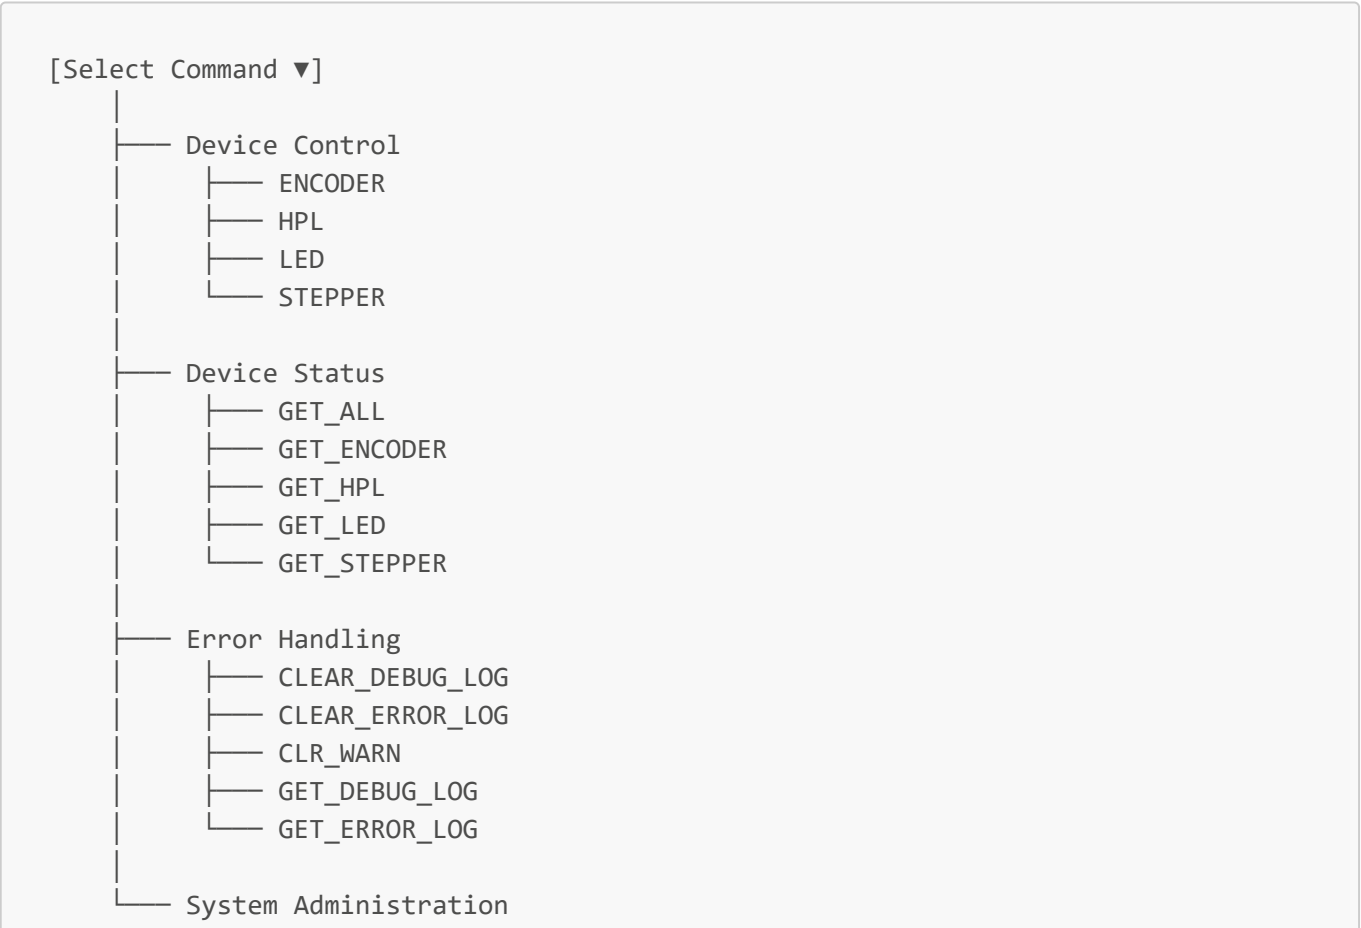 [Select Command ▼]
│
├─── Device Control
│     ├─── ENCODER
│     ├─── HPL
│     ├─── LED
│     └─── STEPPER
│
├─── Device Status
│     ├─── GET_ALL
│     ├─── GET_ENCODER
│     ├─── GET_HPL
│     ├─── GET_LED
│     └─── GET_STEPPER
│
├─── Error Handling
│     ├─── CLEAR_DEBUG_LOG
│     ├─── CLEAR_ERROR_LOG
│     ├─── CLR_WARN
│     ├─── GET_DEBUG_LOG
│     └─── GET_ERROR_LOG
│
└─── System Administration